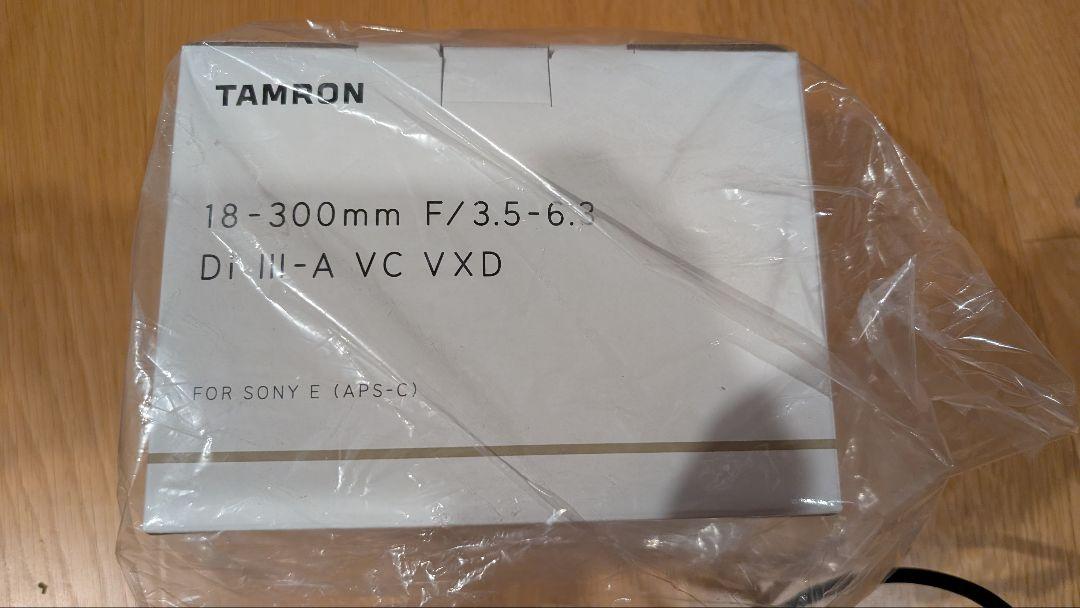 TAMRON
18-300mm F/3.5-6.3
Di III-A VC VXD
FOR SONY E (APS-C)